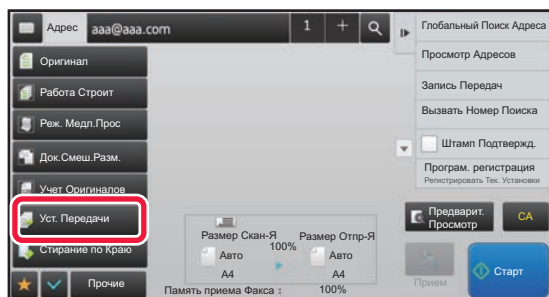 Адрес aaa@aaa.com 1 +
Оригинал
Работа Строит
Реж. Медл.Прос
Док.Смеш.Разм.
Учет Оригиналов
Уст. Передачи
Стирание по Краю
Прочие
Размер Скан-Я Размер Отпр-Я
100%
Авто Авто
A4 A4
Память приема Факса : 100%
Глобальный Поиск Адреса
Просмотр Адресов
Запись Передач
Вызвать Номер Поиска
Штамп Подтвержд.
Програм. регистрация
Регистрировать Тек. Установки
Предварит.
Просмотр
CA
Прием
Старт